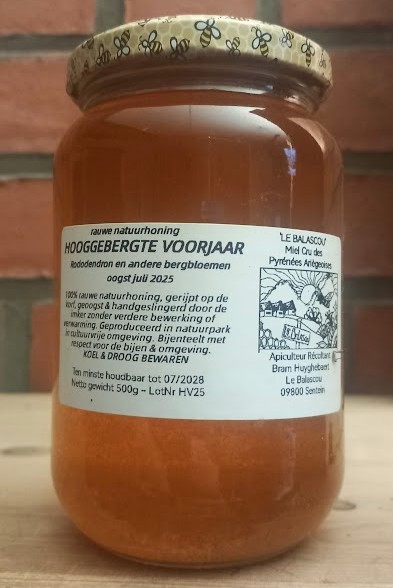 rauwe natuurhoning
HOOGGEBERGTE VOORJAAR
Rododendron en andere bergbloemen
oogst juli 2025
100% rauwe natuurhoning, gerijpt op de
korf, geoogst & handgeslingerd door de
imker zonder verdere bewerking of
verwarming. Geproduceerd in natuurpark
in cultuurvrije omgeving. Bijenteelt met
respect voor de bijen & omgeving.
KOEL & DROOG BEWAREN
Ten minste houdbaar tot 07/2028
Netto gewicht 500g – LotNr HV25
'LE BALASCOU'
Miel Cru des
Pyrénées Ariégeoises
Apiculteur Récoltant
Bram Huyghebaert
Le Balascou
09800 Sentein